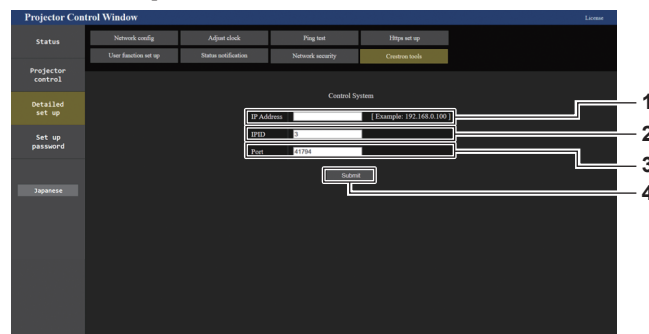 Projector Control Window
License
Status
Network config
Adjust clock
Ping test
Https set up
User function set up
Status notification
Network security
Crestron tools
Projector
control
Detailed
set up
Set up
password
Japanese
Control System
IP Address [ Example: 192.168.0.100 ]
IPID 3
Port 41794
Submit
1
2
3
4